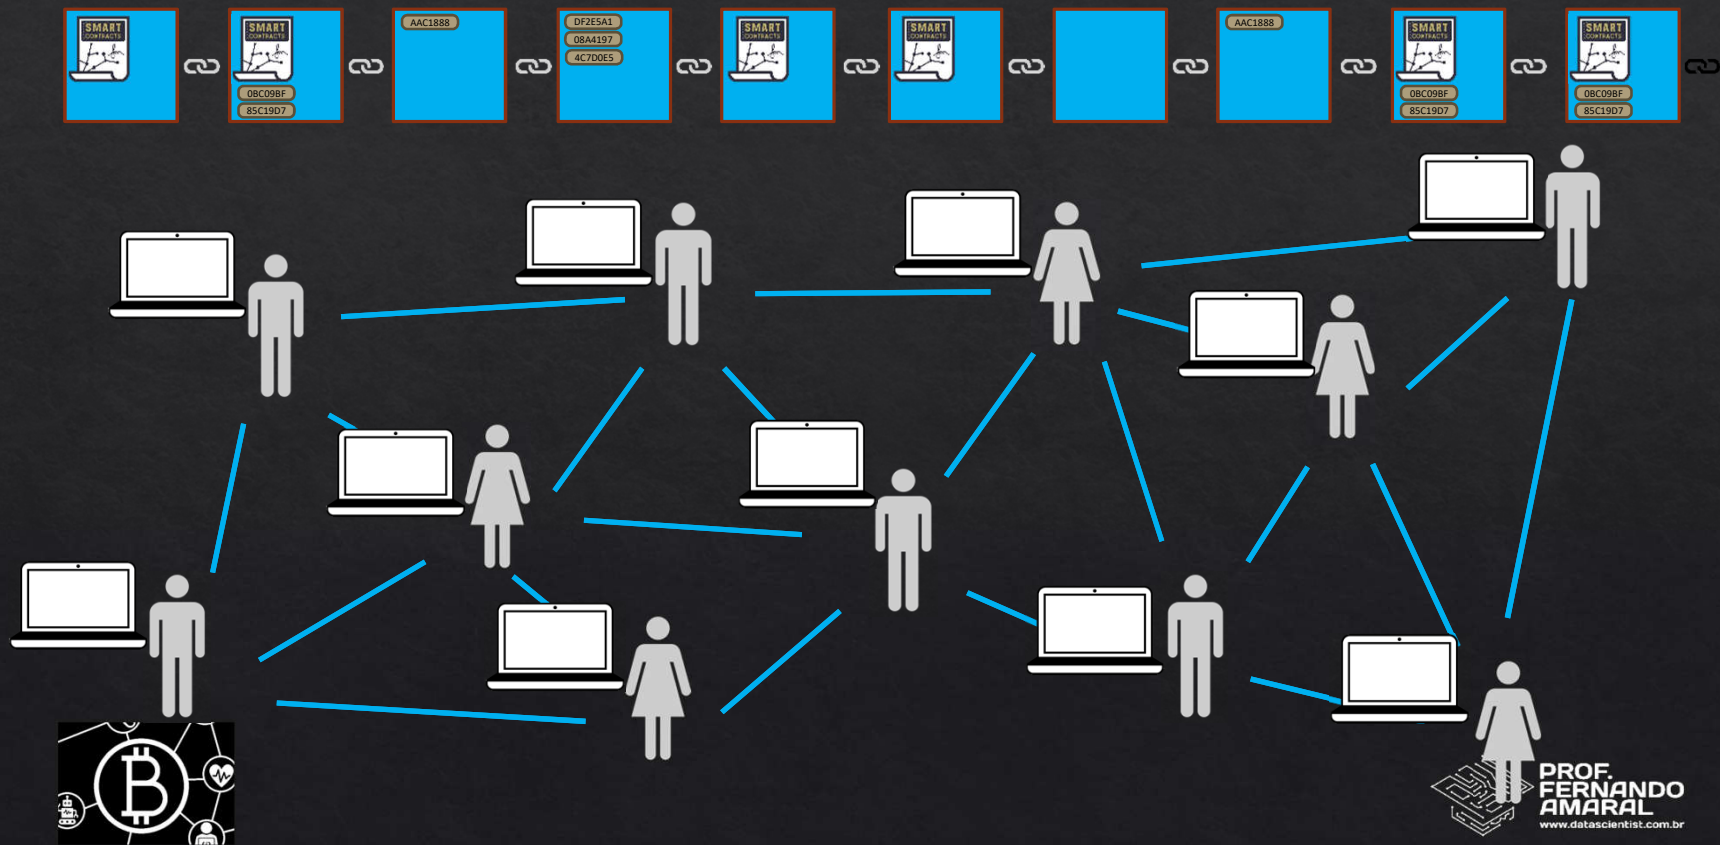 SMART
CONTRACTS
SMART
CONTRACTS
0BC09BF
85C19D7
AAC1888
DF2E5A1
08A4197
4C7D0E5
SMART
CONTRACTS
SMART
CONTRACTS
AAC1888
SMART
CONTRACTS
0BC09BF
85C19D7
SMART
CONTRACTS
0BC09BF
85C19D7
PROF.
FERNANDO
AMARAL
www.datascientist.com.br